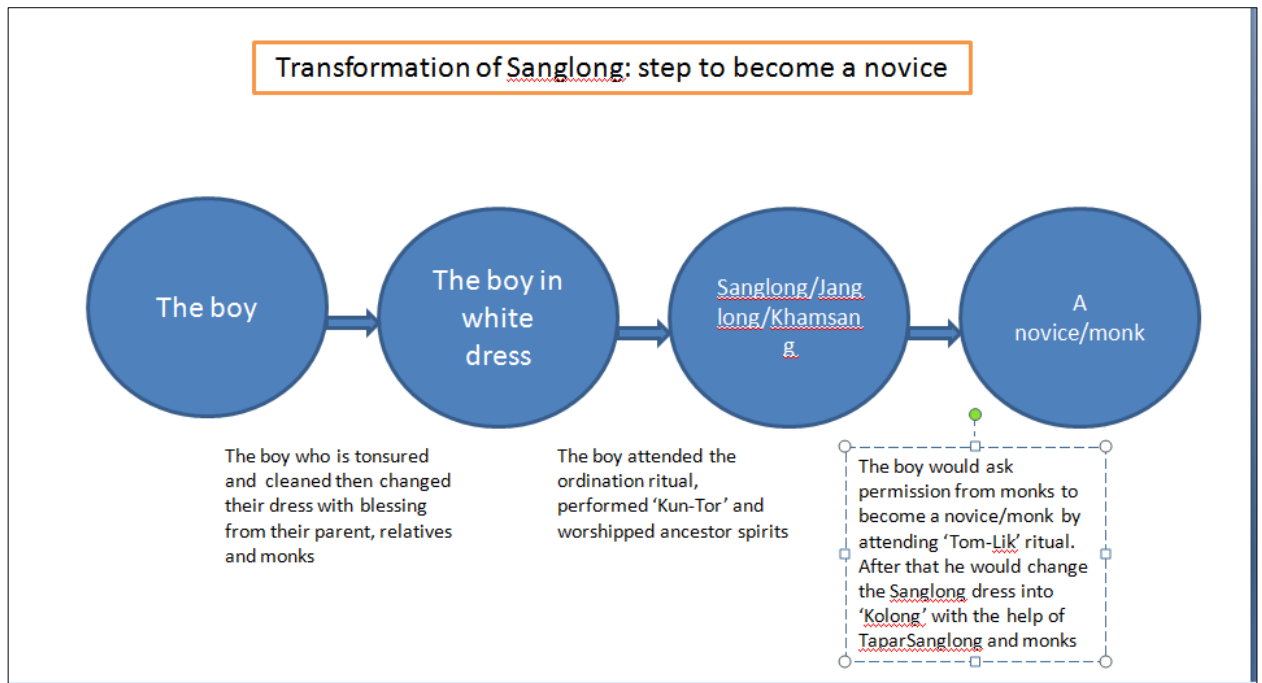 Transformation of Sanglong: step to become a novice
The boy
The boy in
white
dress
Sanglong/Jang
long/Khamsan
g
A
novice/monk
The boy who is tonsured
and cleaned then changed
their dress with blessing
from their parent, relatives
and monks
The boy attended the
ordination ritual,
performed ‘Kun-Tor’ and
worshipped ancestor spirits
The boy would ask
permission from monks to
become a novice/monk by
attending ‘Tom-Lik’ ritual.
After that he would change
the Sanglong dress into
‘Kolong’ with the help of
TaparSanglong and monks